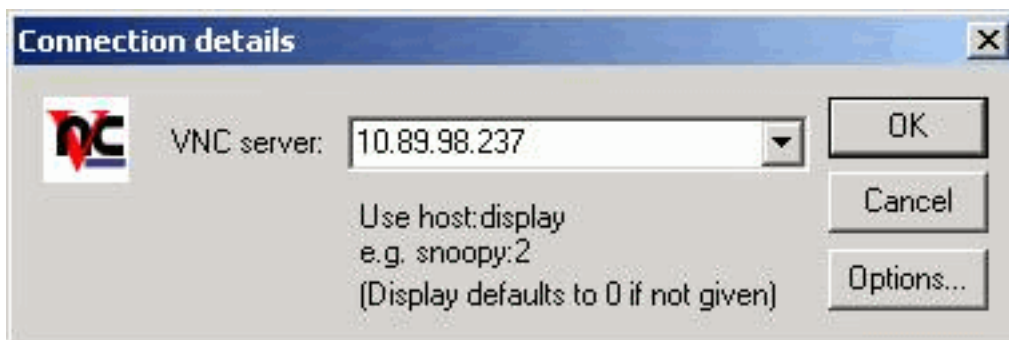 Connection details
VNC
VNC server: 10.89.98.237
OK
Use host:display
e.g. snoopy:2
(Display defaults to 0 if not given)
Cancel
Options...